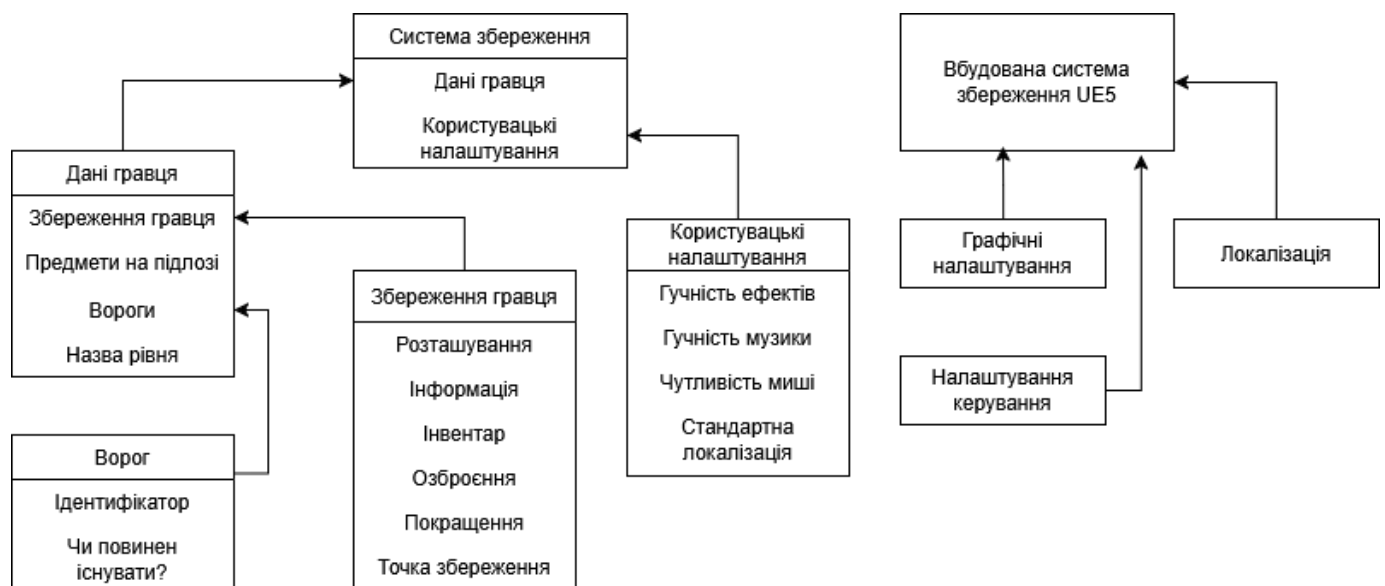 Система збереження
Дані гравця
Користувацькі
налаштування
Вбудована система
збереження UE5
Дані гравця
Збереження гравця
Предмети на підлозі
Вороги
Назва рівня
Збереження гравця
Розташування
Інформація
Інвентар
Озброєння
Покращення
Точка збереження
Користувацькі
налаштування
Гучність ефектів
Гучність музики
Чутливість миші
Стандартна
локалізація
Графічні
налаштування
Локалізація
Налаштування
керування
Ворог
Ідентифікатор
Чи повинен
існувати?